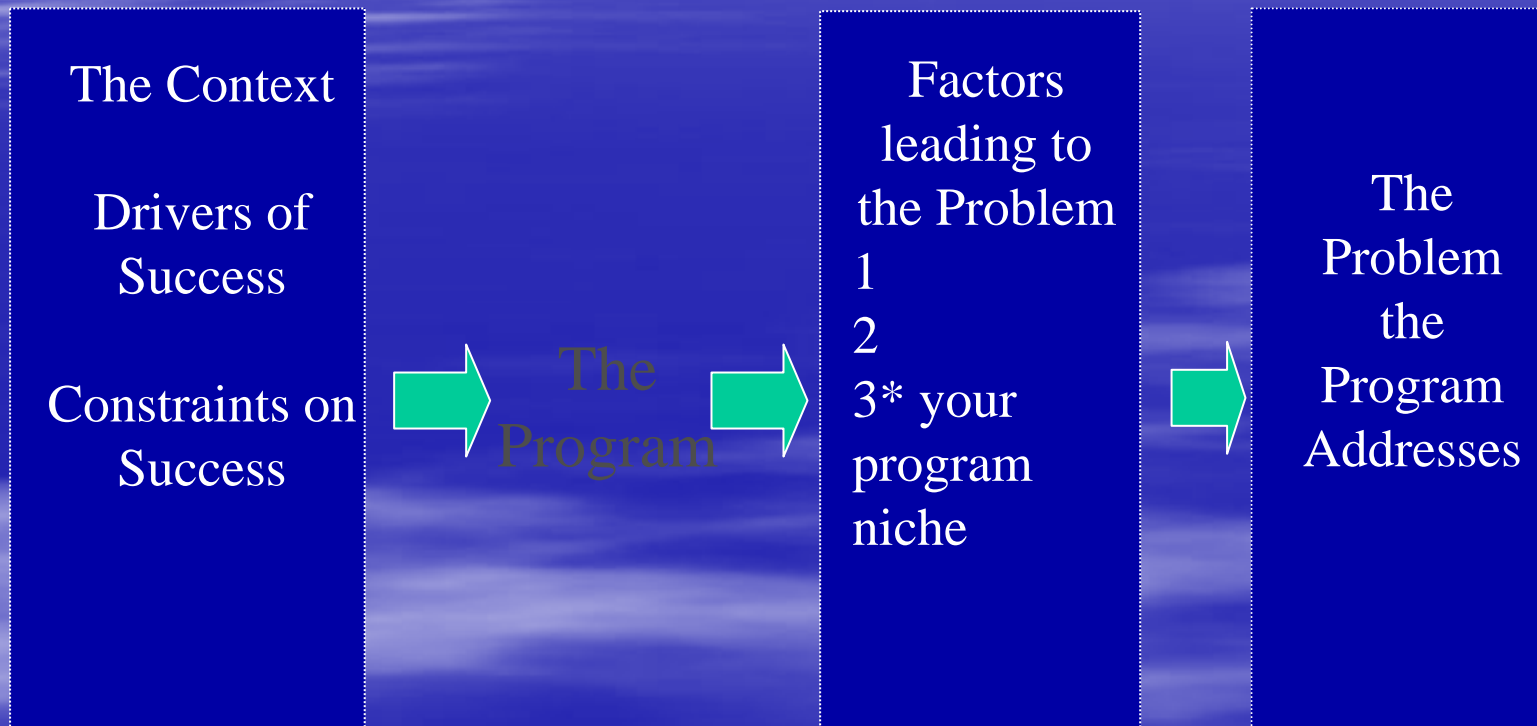 The Context
Drivers of
Success
Constraints on
Success
The
Program
Factors
leading to
the Problem
1
2
3* your
program
niche
The
Problem
the
Program
Addresses